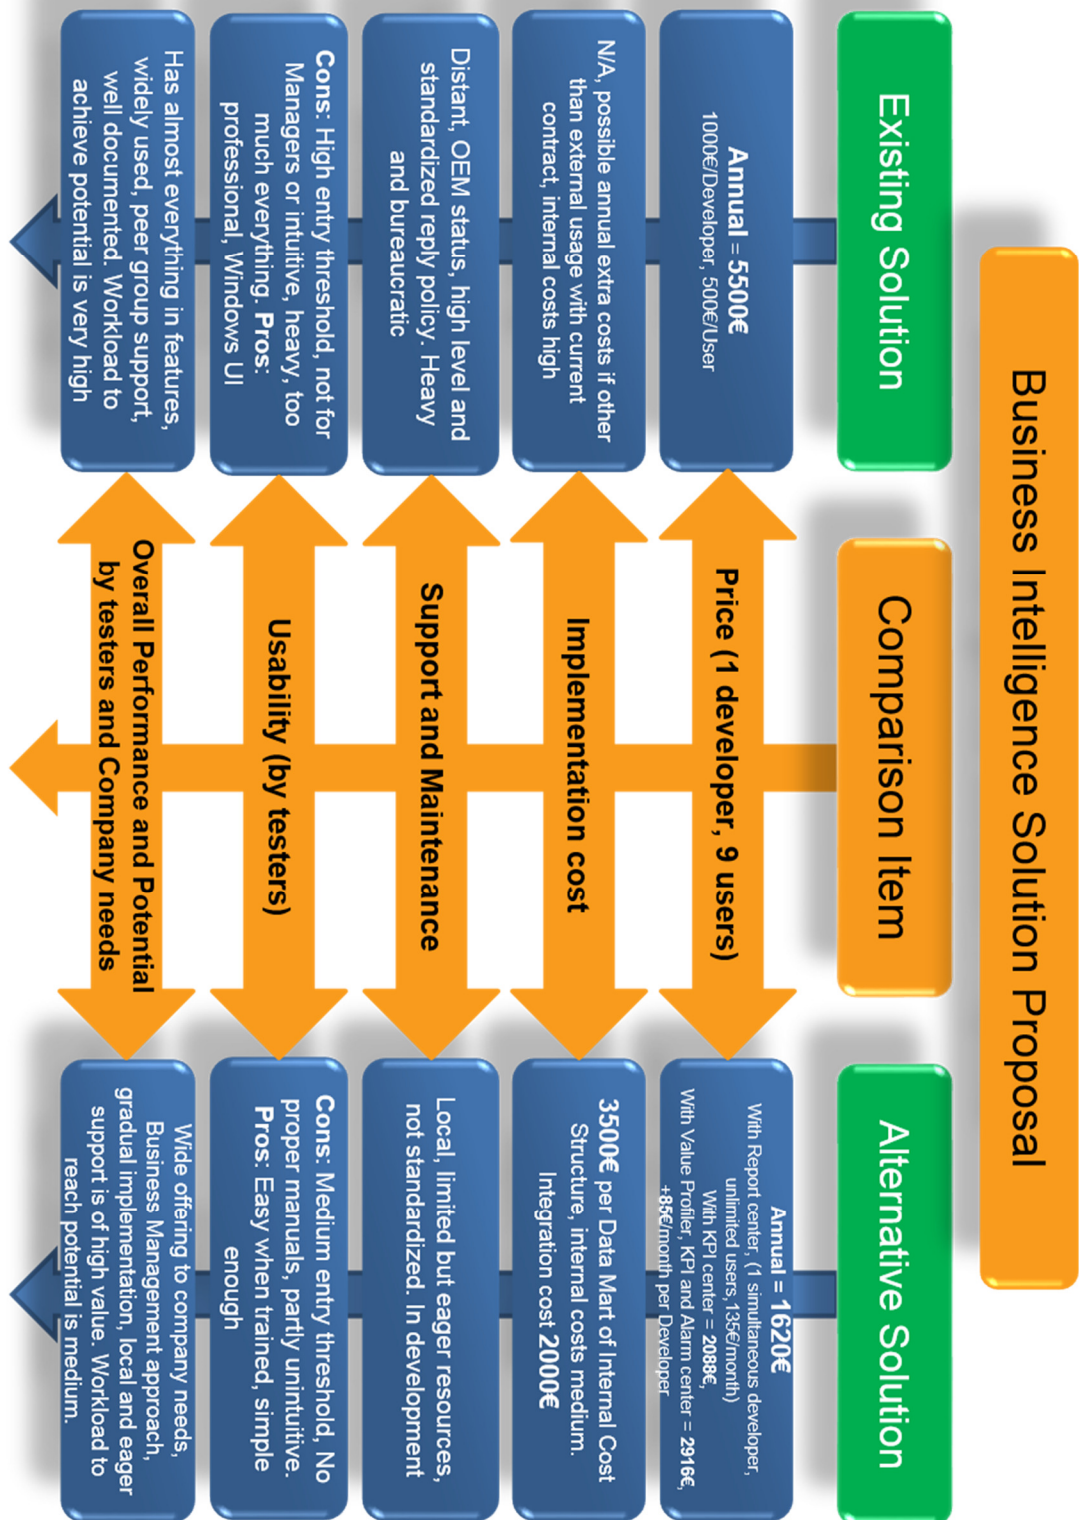 Business Intelligence Solution Proposal
Existing Solution
Comparison Item
Alternative Solution
Annual = 5500€
1000€/Developer, 500€/User
Price (1 developer, 9 users)
Annual = 1620€
With Report center, (1 simultaneous developer,
unlimited users,135€/month)
With KPI center = 2088€,
With Value Profiler, KPI and Alarm center = 2916€,
+85€/month per Developer
N/A, possible annual extra costs if other
than external usage with current
contract, internal costs high
Implementation cost
3500€ per Data Mart of Internal Cost
Structure, internal costs medium.
Integration cost 2000€
Distant, OEM status, high level and
standardized reply policy. Heavy
and bureaucratic
Support and Maintenance
Local, limited but eager resources,
not standardized. In development
Cons: High entry threshold, not for
Managers or intuitive, heavy, too
much everything. Pros:
professional, Windows UI
Usability (by testers)
Cons: Medium entry threshold, No
proper manuals, partly unintuitive.
Pros: Easy when trained, simple
enough
Has almost everything in features,
widely used, peer group support,
well documented. Workload to
achieve potential is very high
Overall Performance and Potential
by testers and Company needs
Wide offering to company needs,
Business Management approach,
gradual implementation, local and eager
support is of high value. Workload to
reach potential is medium.